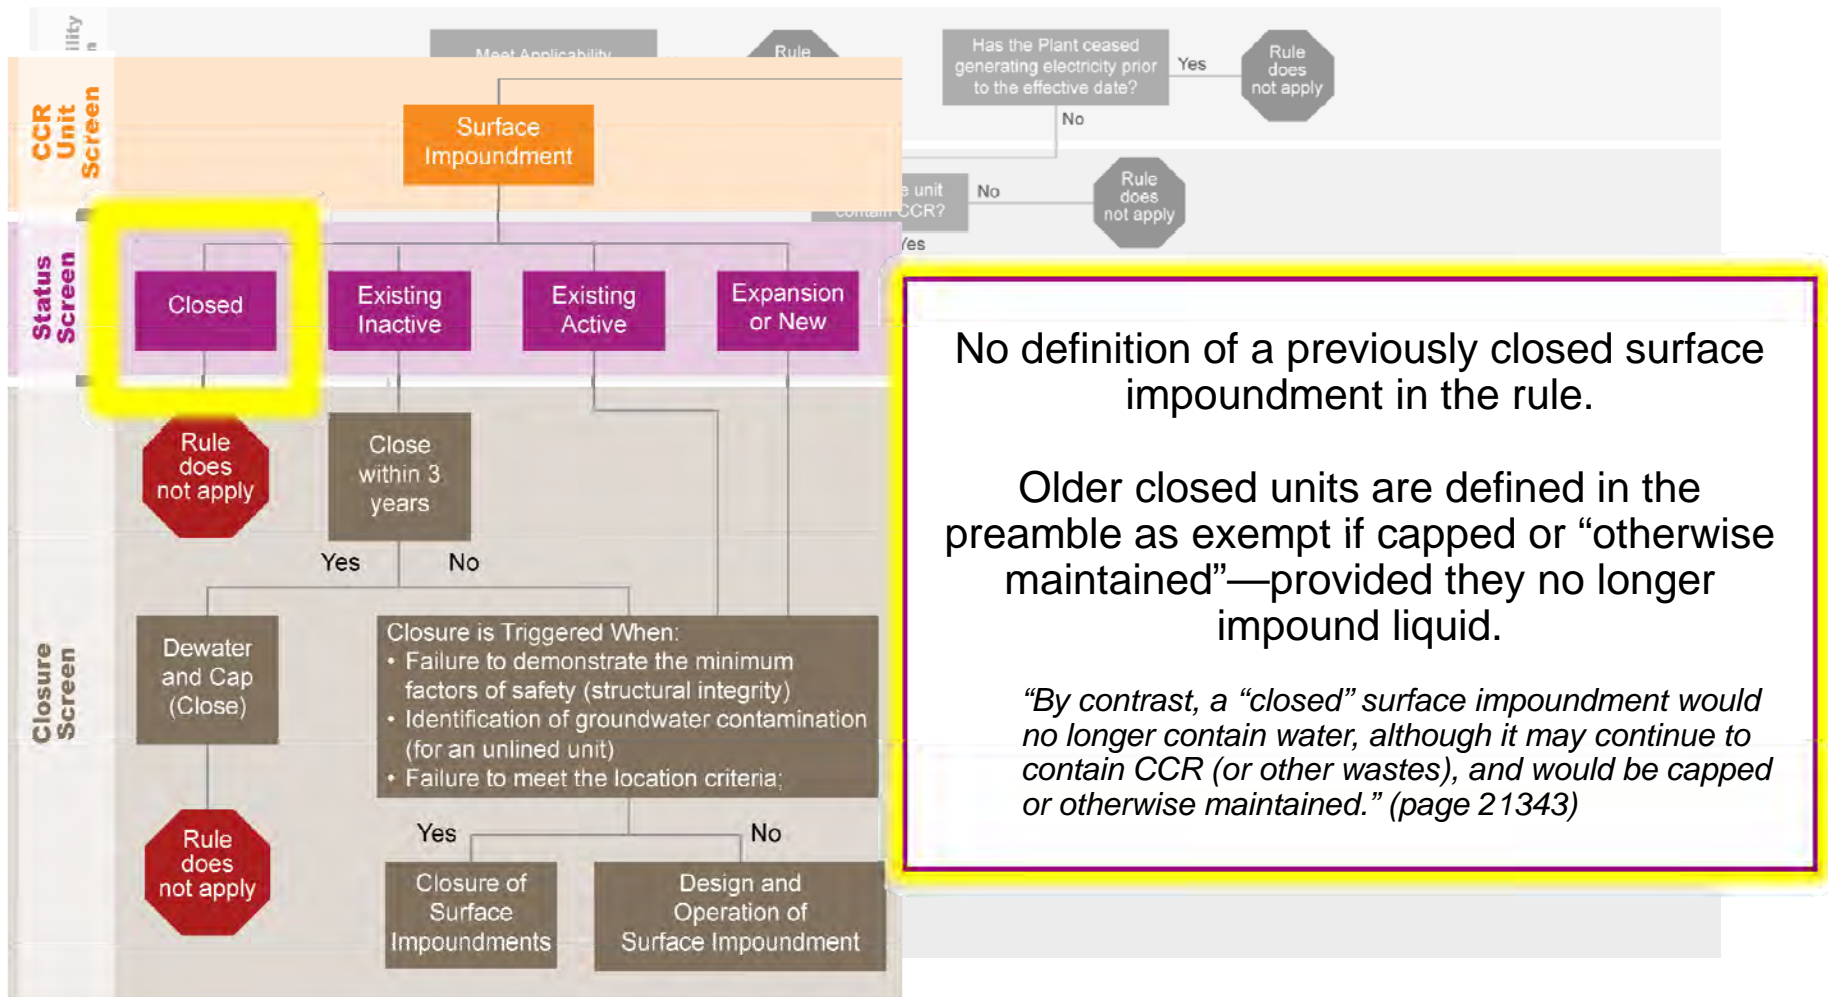 ility
Meet Applicability
Rule
Has the Plant ceased
generating electricity prior
to the effective date?
Yes
Rule
does
not apply
No
CCR
Unit
Screen
Surface
Impoundment
e unit
contain CCR?
No
Rule
does
not apply
Yes
Status
Screen
Closed
Existing
Inactive
Existing
Active
Expansion
or New
Closure
Screen
Rule
does
not apply
Close
within 3
years
Yes
No
Dewater
and Cap
(Close)
Closure is Triggered When:
• Failure to demonstrate the minimum
factors of safety (structural integrity)
• Identification of groundwater contamination
(for an unlined unit)
• Failure to meet the location criteria;
Rule
does
not apply
Yes
No
Closure of
Surface
Impoundments
Design and
Operation of
Surface Impoundment
No definition of a previously closed surface
impoundment in the rule.
Older closed units are defined in the
preamble as exempt if capped or “otherwise
maintained”—provided they no longer
impound liquid.
“By contrast, a “closed” surface impoundment would
no longer contain water, although it may continue to
contain CCR (or other wastes), and would be capped
or otherwise maintained.” (page 21343)